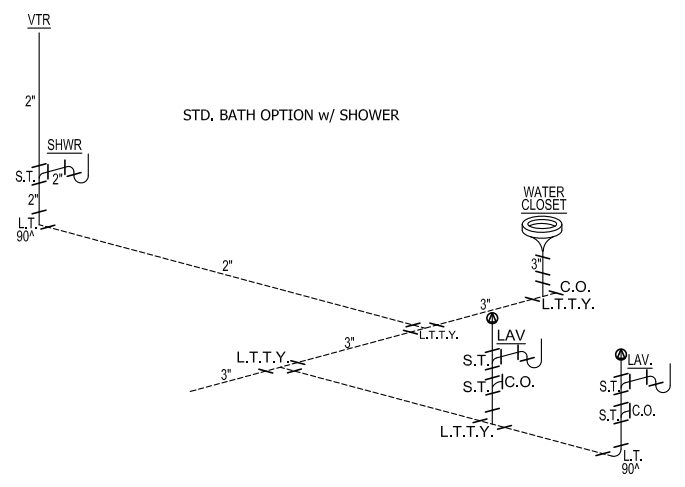 VTR
2"
STD. BATH OPTION w/ SHOWER
SHWR
S.T.
2"
2"
L.T.
90^
WATER
CLOSET
3"
C.O.
L.T.T.Y.
2"
3"
L.T.T.Y.
3"
L.T.T.Y.
3"
LAV
S.T.
S.T.
C.O.
L.T.T.Y.
LAV.
S.T.
S.T.
C.O.
L.T.
90^